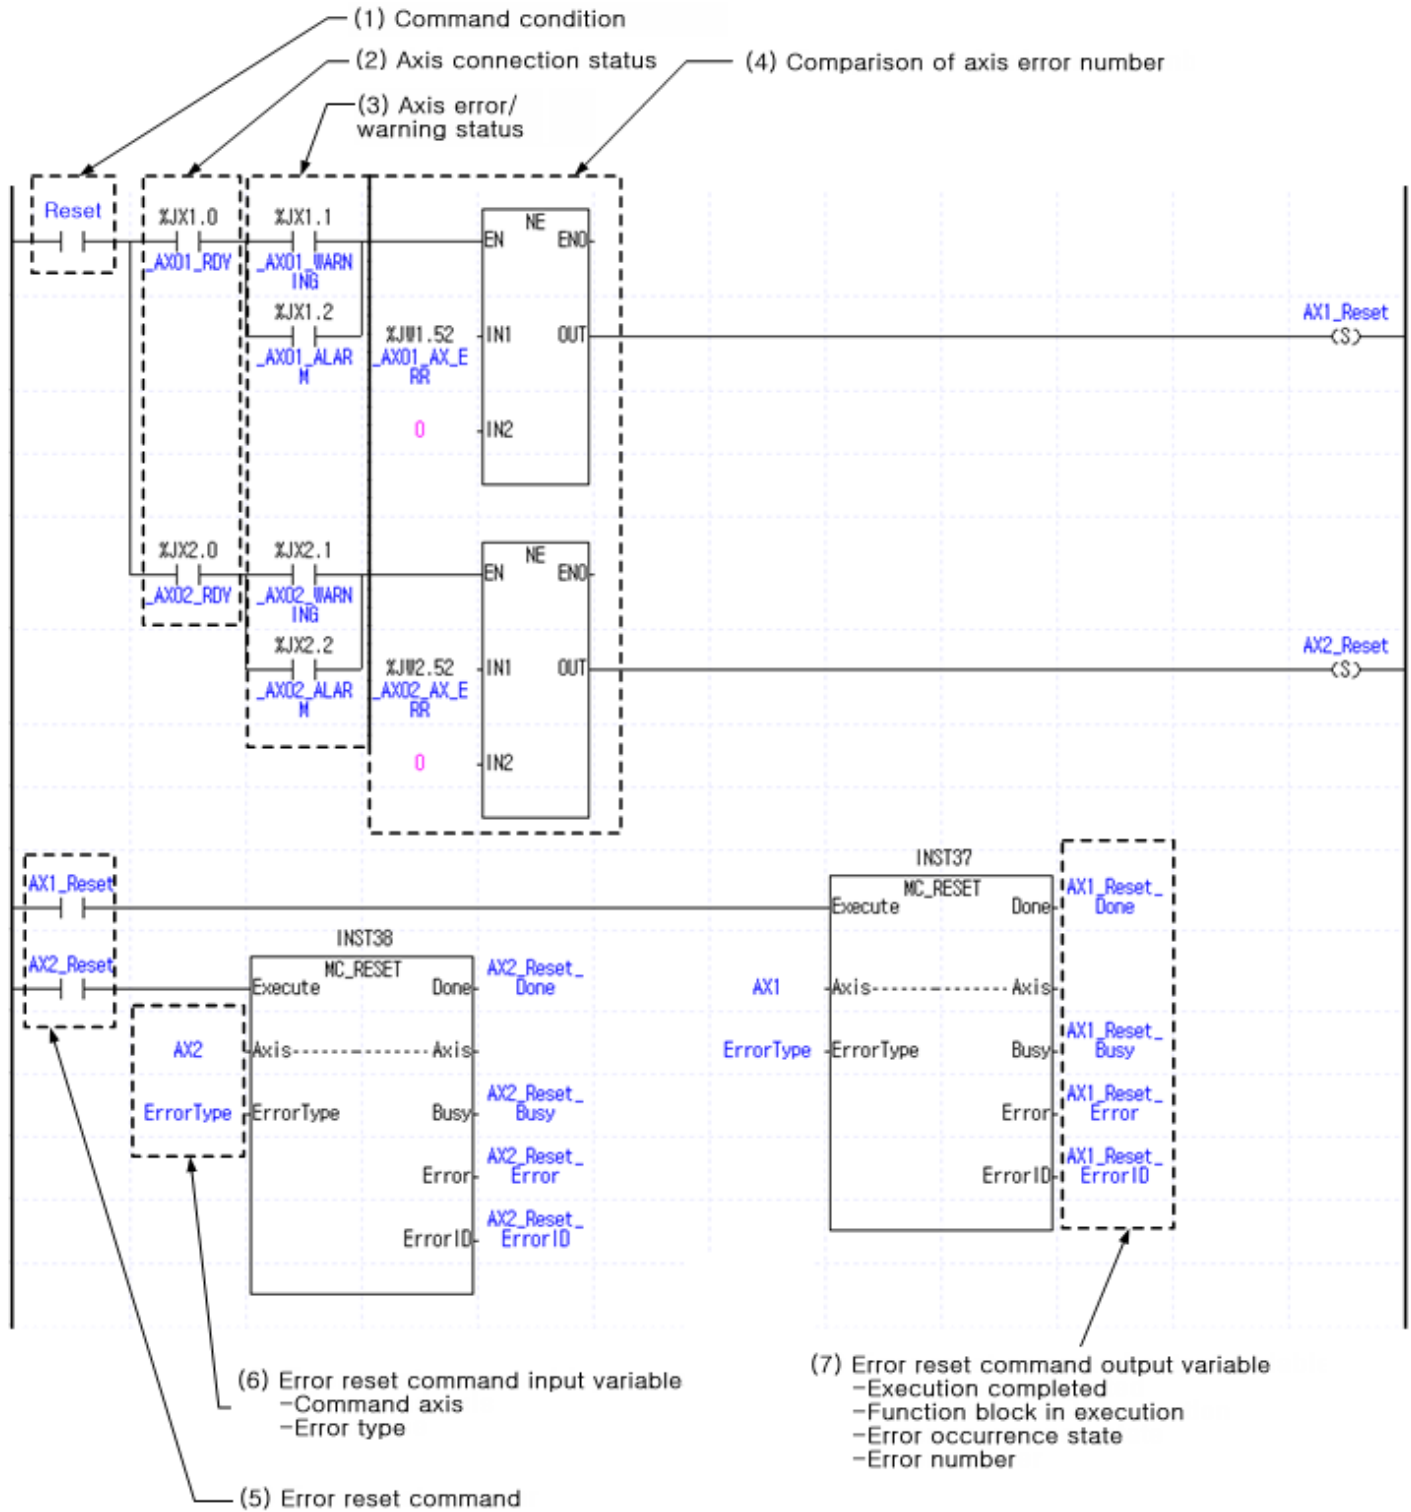 (1) Command condition
(2) Axis connection status
(4) Comparison of axis error number
(3) Axis error/
warning status
Reset
%JX1.0
%JX1.1
NE
EN
ENO
_AX01_RDY
_AX01_WARN
ING
%JX1.2
%JW1.52
IN1
OUT
AX1_Reset
(S)
_AX01_ALAR
M
_AX01_AX_E
RR
0
IN2
%JX2.0
%JX2.1
NE
EN
ENO
_AX02_RDY
_AX02_WARN
ING
%JX2.2
%JW2.52
IN1
OUT
AX2_Reset
(S)
_AX02_ALAR
M
_AX02_AX_E
RR
0
IN2
INST37
AX1_Reset
MC_RESET
Execute
Done
AX1_Reset_
Done
INST38
AX2_Reset
MC_RESET
Execute
Done
AX2_Reset_
Done
AX1
Axis
Axis
AX2
Axis
Axis
ErrorType
ErrorType
Busy
AX1_Reset_
Busy
ErrorType
ErrorType
Busy
AX2_Reset_
Busy
Error
AX1_Reset_
Error
Error
AX2_Reset_
Error
ErrorID
AX1_Reset_
ErrorID
ErrorID
AX2_Reset_
ErrorID
(6) Error reset command input variable
-Command axis
-Error type
(7) Error reset command output variable
-Execution completed
-Function block in execution
-Error occurrence state
-Error number
(5) Error reset command